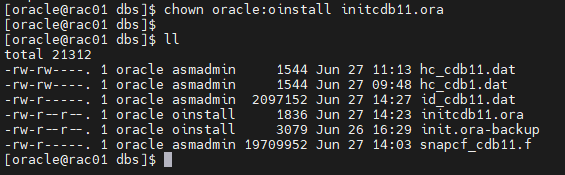 [oracle@rac01 dbs]$ chown oracle:oinstall initcdb11.ora
[oracle@rac01 dbs]$
[oracle@rac01 dbs]$ ll
total 21312
-rw-rw----. 1 oracle asmadmin     1544 Jun 27 11:13 hc_cdb11.dat
-rw-rw----. 1 oracle asmadmin     1544 Jun 27 09:48 hc_cdb1.dat
-rw-r-----. 1 oracle asmadmin  2097152 Jun 27 14:27 id_cdb11.dat
-rw-r--r--. 1 oracle oinstall     1836 Jun 27 14:23 initcdb11.ora
-rw-r--r--. 1 oracle oinstall     3079 Jun 26 16:29 init.ora-backup
-rw-r-----. 1 oracle asmadmin 19709952 Jun 27 14:03 snapcf_cdb11.f
[oracle@rac01 dbs]$